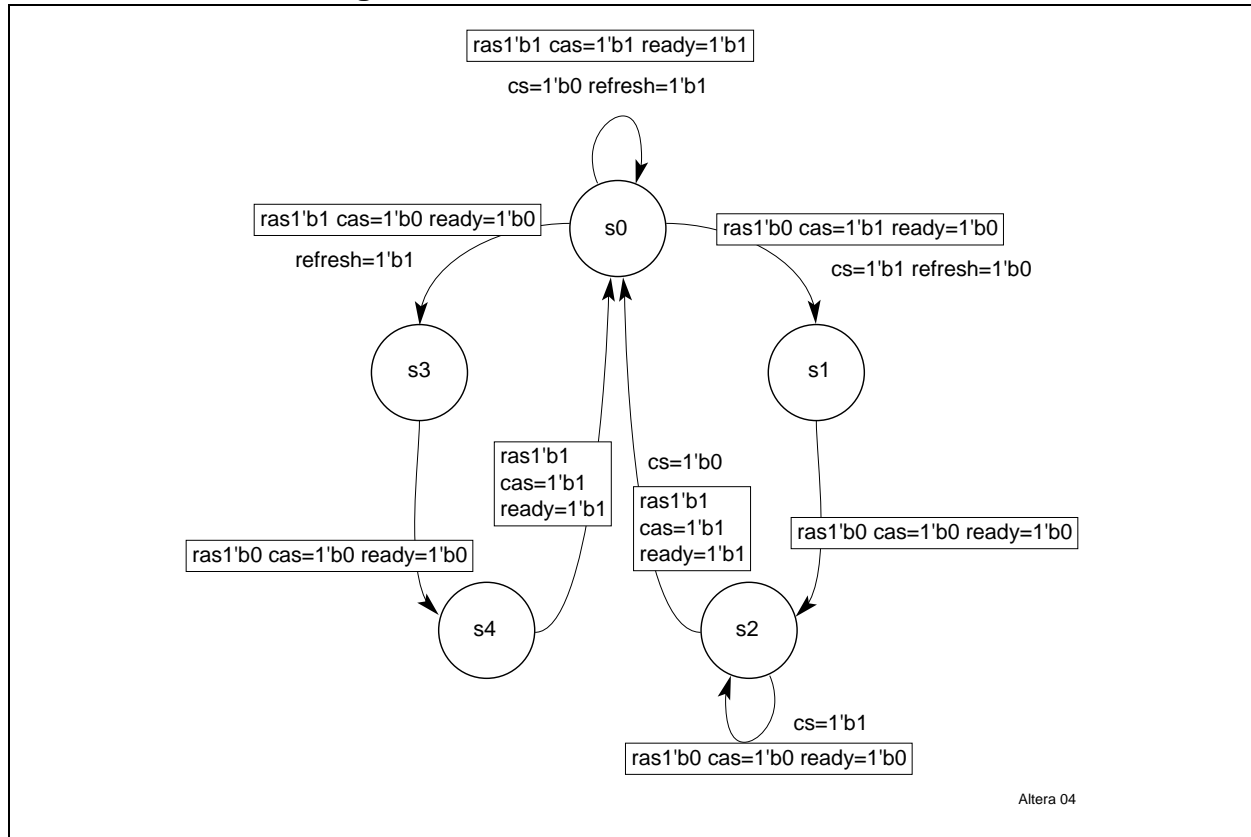 ras1'b1 cas=1'b1 ready=1'b1
cs=1'b0 refresh=1'b1
s0
ras1'b1 cas=1'b0 ready=1'b0
refresh=1'b1
ras1'b0 cas=1'b1 ready=1'b0
cs=1'b1 refresh=1'b0
s3
s1
ras1'b1
cas=1'b1
ready=1'b1
cs=1'b0
ras1'b1
cas=1'b1
ready=1'b1
ras1'b0 cas=1'b0 ready=1'b0
ras1'b0 cas=1'b0 ready=1'b0
s4
s2
cs=1'b1
ras1'b0 cas=1'b0 ready=1'b0
Altera 04